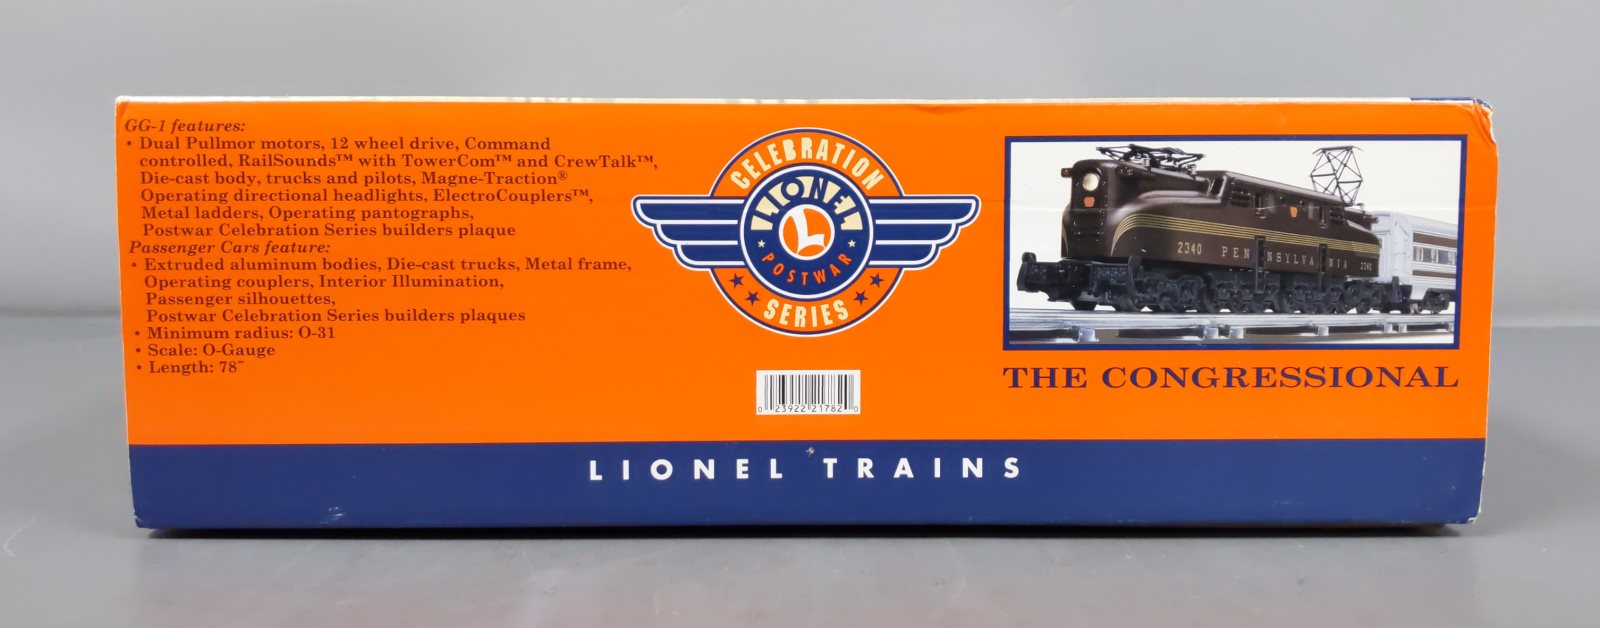 GG-1 features:
• Dual Pullmor motors, 12 wheel drive, Command
controlled, RailSounds™ with TowerCom™ and CrewTalk™,
Die-cast body, trucks and pilots, Magne-Traction®
Operating directional headlights, ElectroCouplers™,
Metal ladders, Operating pantographs,
Postwar Celebration Series builders plaque
Passenger Cars feature:
• Extruded aluminum bodies, Die-cast trucks, Metal frame,
Operating couplers, Interior Illumination,
Passenger silhouettes,
Postwar Celebration Series builders plaques
• Minimum radius: O-31
• Scale: O-Gauge
• Length: 78˜
CELEBRATION
LIONEL
L
POSTWAR
SERIES
0 23922 21782 0
2340 PENNSYLVANIA 2340
THE CONGRESSIONAL
LIONEL TRAINS